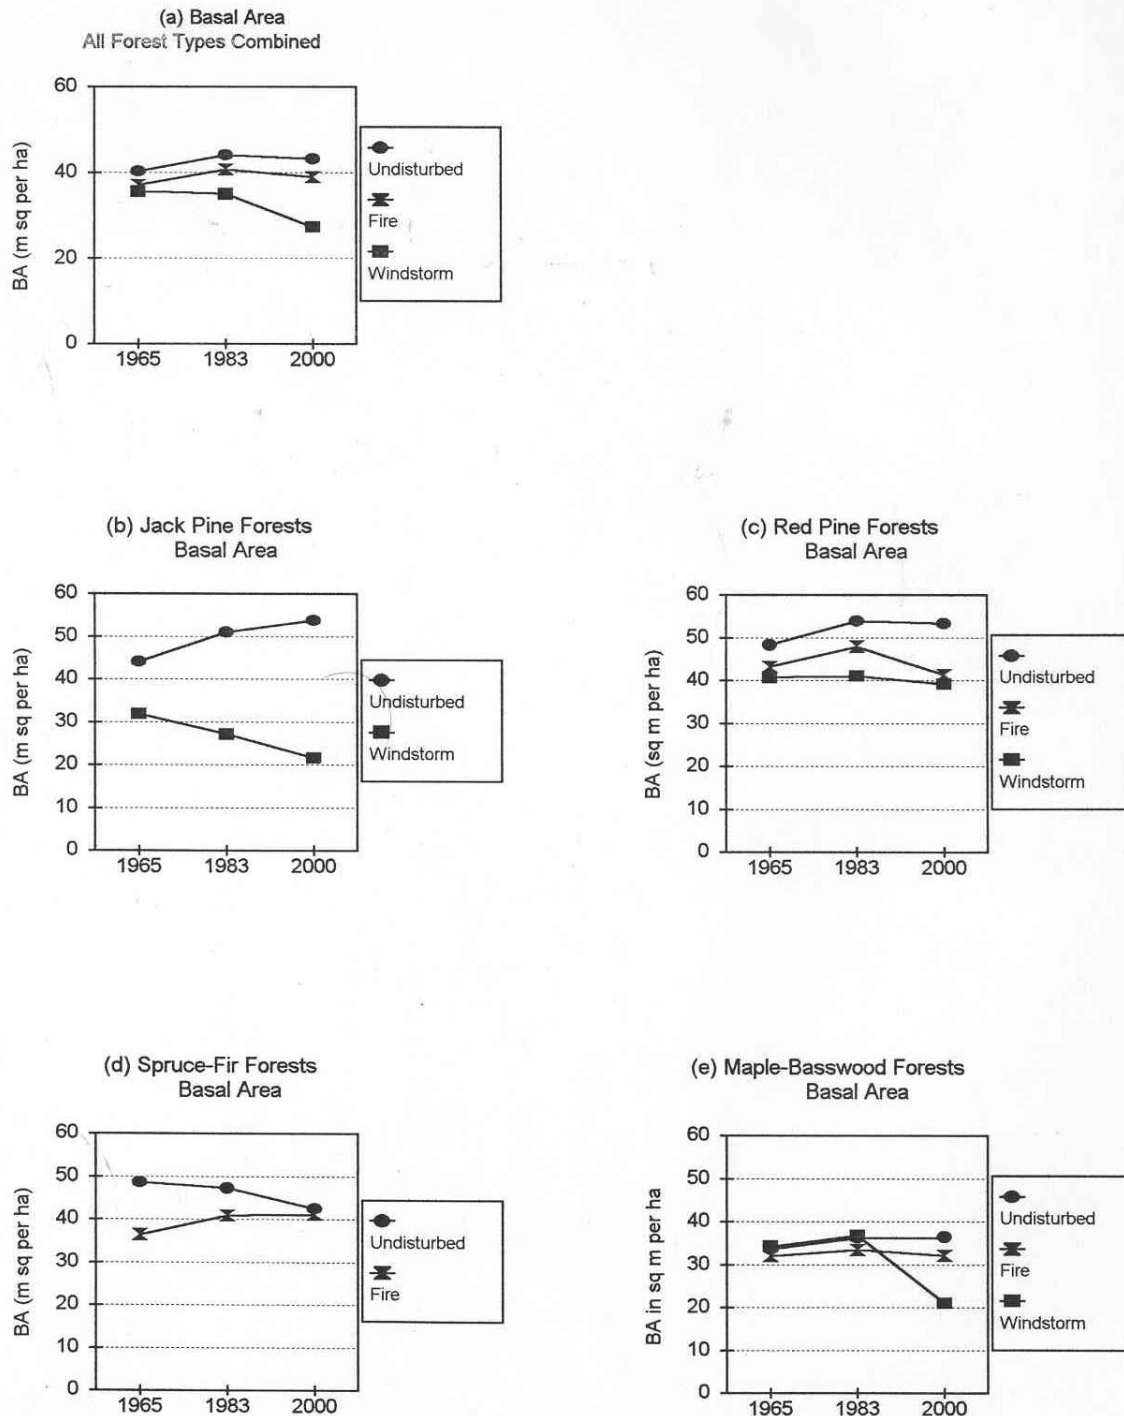 (a) Basal Area
All Forest Types Combined
BA (m sq per ha)
60
40
20
0
1965 1983 2000
Undisturbed
Fire
Windstorm
(b) Jack Pine Forests
Basal Area
BA (m sq per ha)
60
50
40
30
20
10
0
1965 1983 2000
Undisturbed
Windstorm
(c) Red Pine Forests
Basal Area
BA (sq m per ha)
60
50
40
30
20
10
0
1965 1983 2000
Undisturbed
Fire
Windstorm
(d) Spruce-Fir Forests
Basal Area
BA (m sq per ha)
60
50
40
30
20
10
0
1965 1983 2000
Undisturbed
Fire
(e) Maple-Basswood Forests
Basal Area
BA in sq m per ha
60
50
40
30
20
10
0
1965 1983 2000
Undisturbed
Fire
Windstorm